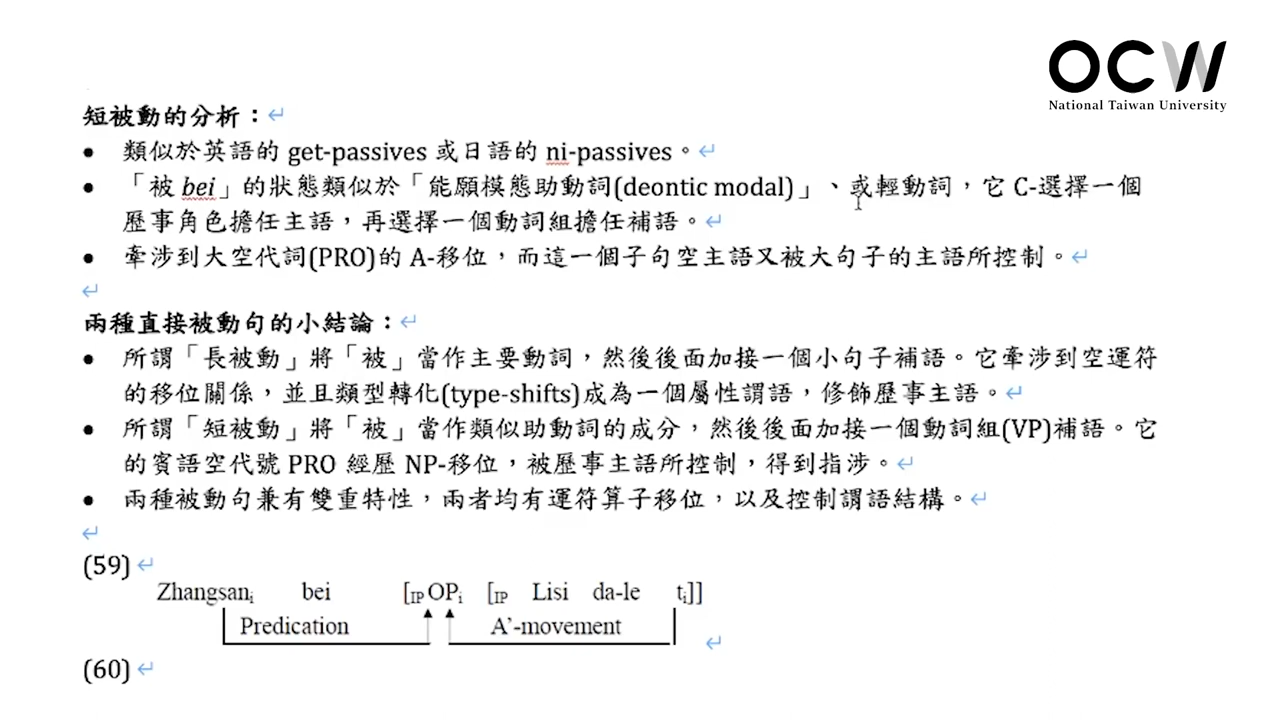 OCW
National Taiwan University
短被動的分析：
• 類似於英語的 get-passives 或日語的 ni-passives。
• 「被 bei」的狀態類似於「能願模態助動詞(deontic modal)」、或輕動詞，它 C-選擇一個
歷事角色擔任主語，再選擇一個動詞組擔任補語。
• 牽涉到大空代詞(PRO)的 A-移位，而這一個子句空主語又被大句子的主語所控制。
兩種直接被動句的小結論：
• 所謂「長被動」將「被」當作主要動詞，然後後面加接一個小句子補語。它牽涉到空運符
的移位關係，並且類型轉化(type-shifts)成為一個屬性謂語，修飾歷事主語。
• 所謂「短被動」將「被」當作類似助動詞的成分，然後後面加接一個動詞組(VP)補語。它
的賓語空代號 PRO 經歷 NP-移位，被歷事主語所控制，得到指涉。
• 兩種被動句兼有雙重特性，兩者均有運符算子移位，以及控制謂語結構。
(59)
Zhangsani bei [IP OPi [IP Lisi da-le ti]]
Predication A’-movement
(60)